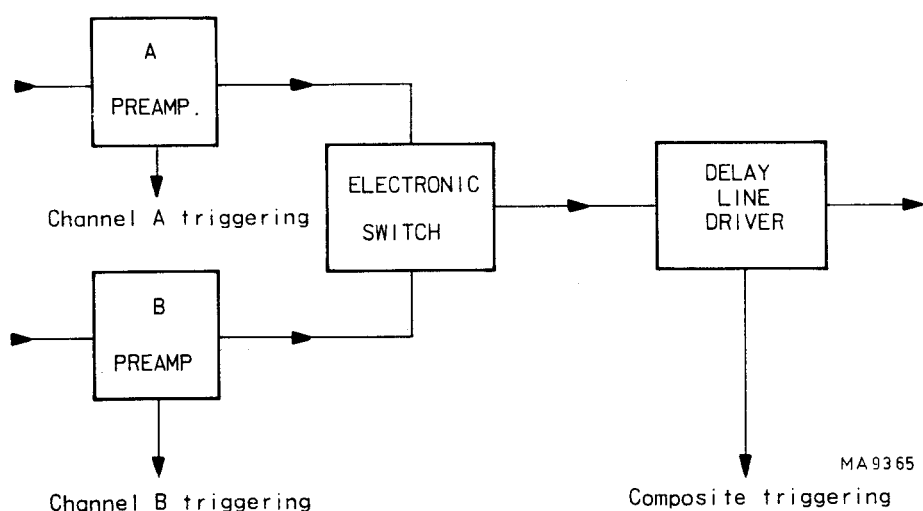 A
PREAMP.
Channel A triggering
ELECTRONIC
SWITCH
DELAY
LINE
DRIVER
B
PREAMP
Channel B triggering
Composite triggering
MA9365